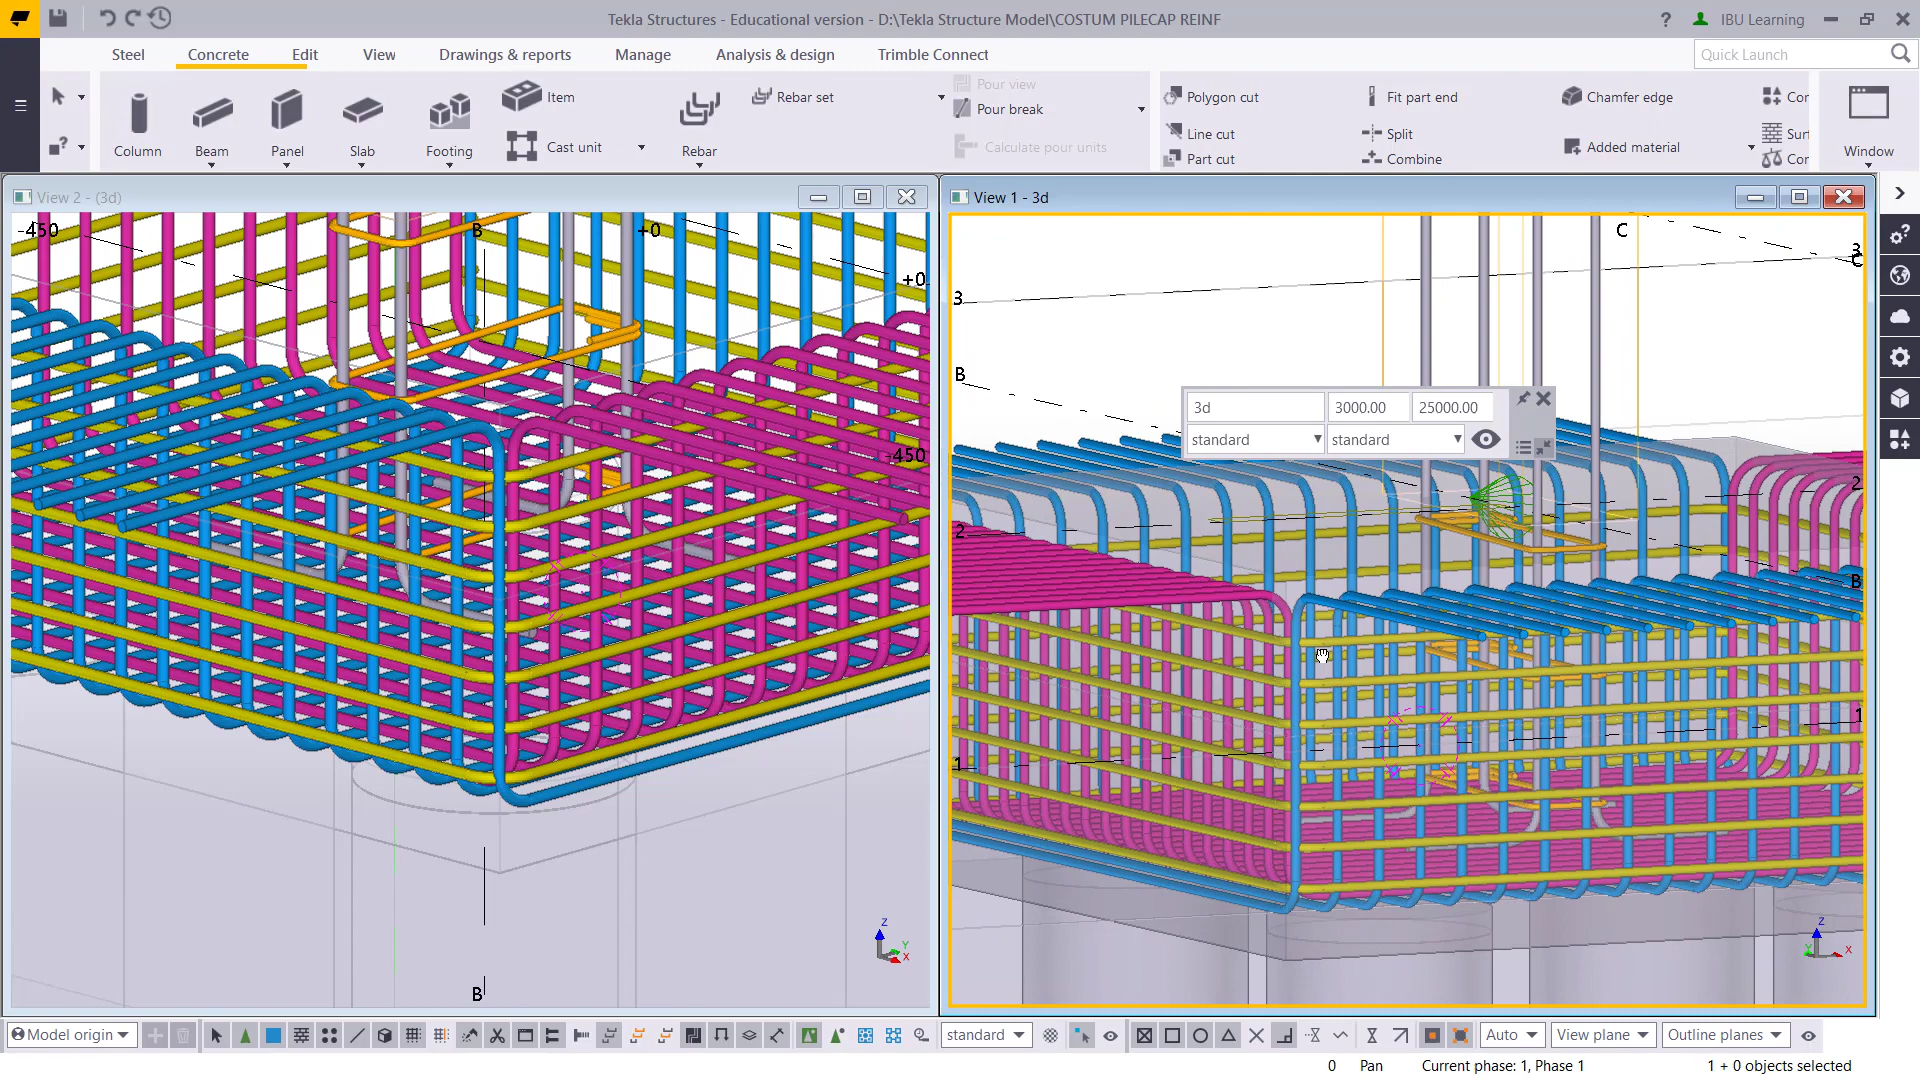 Tekla Structures - Educational version - D:\Tekla Structure Model\COSTUM PILECAP REINF
? IBU Learning
Steel Concrete Edit View Drawings & reports Manage Analysis & design Trimble Connect
Quick Launch
Column
Beam
Panel
Slab
Footing
Item
Cast unit
Rebar
Rebar set
Pour view
Pour break
Calculate pour units
Polygon cut
Line cut
Part cut
Fit part end
Split
Combine
Chamfer edge
Added material
Cor
Surf
Cor
Window
View 2 - (3d)
-450
B
+0
+0
-450
B
Z
Y
X
View 1 - 3d
C
3
C
3
B
2
2
B
1
1
3d 3000.00 25000.00
standard standard
Z
Y
X
Model origin
standard
Auto
View plane
Outline planes
0 Pan Current phase: 1, Phase 1 1 + 0 objects selected